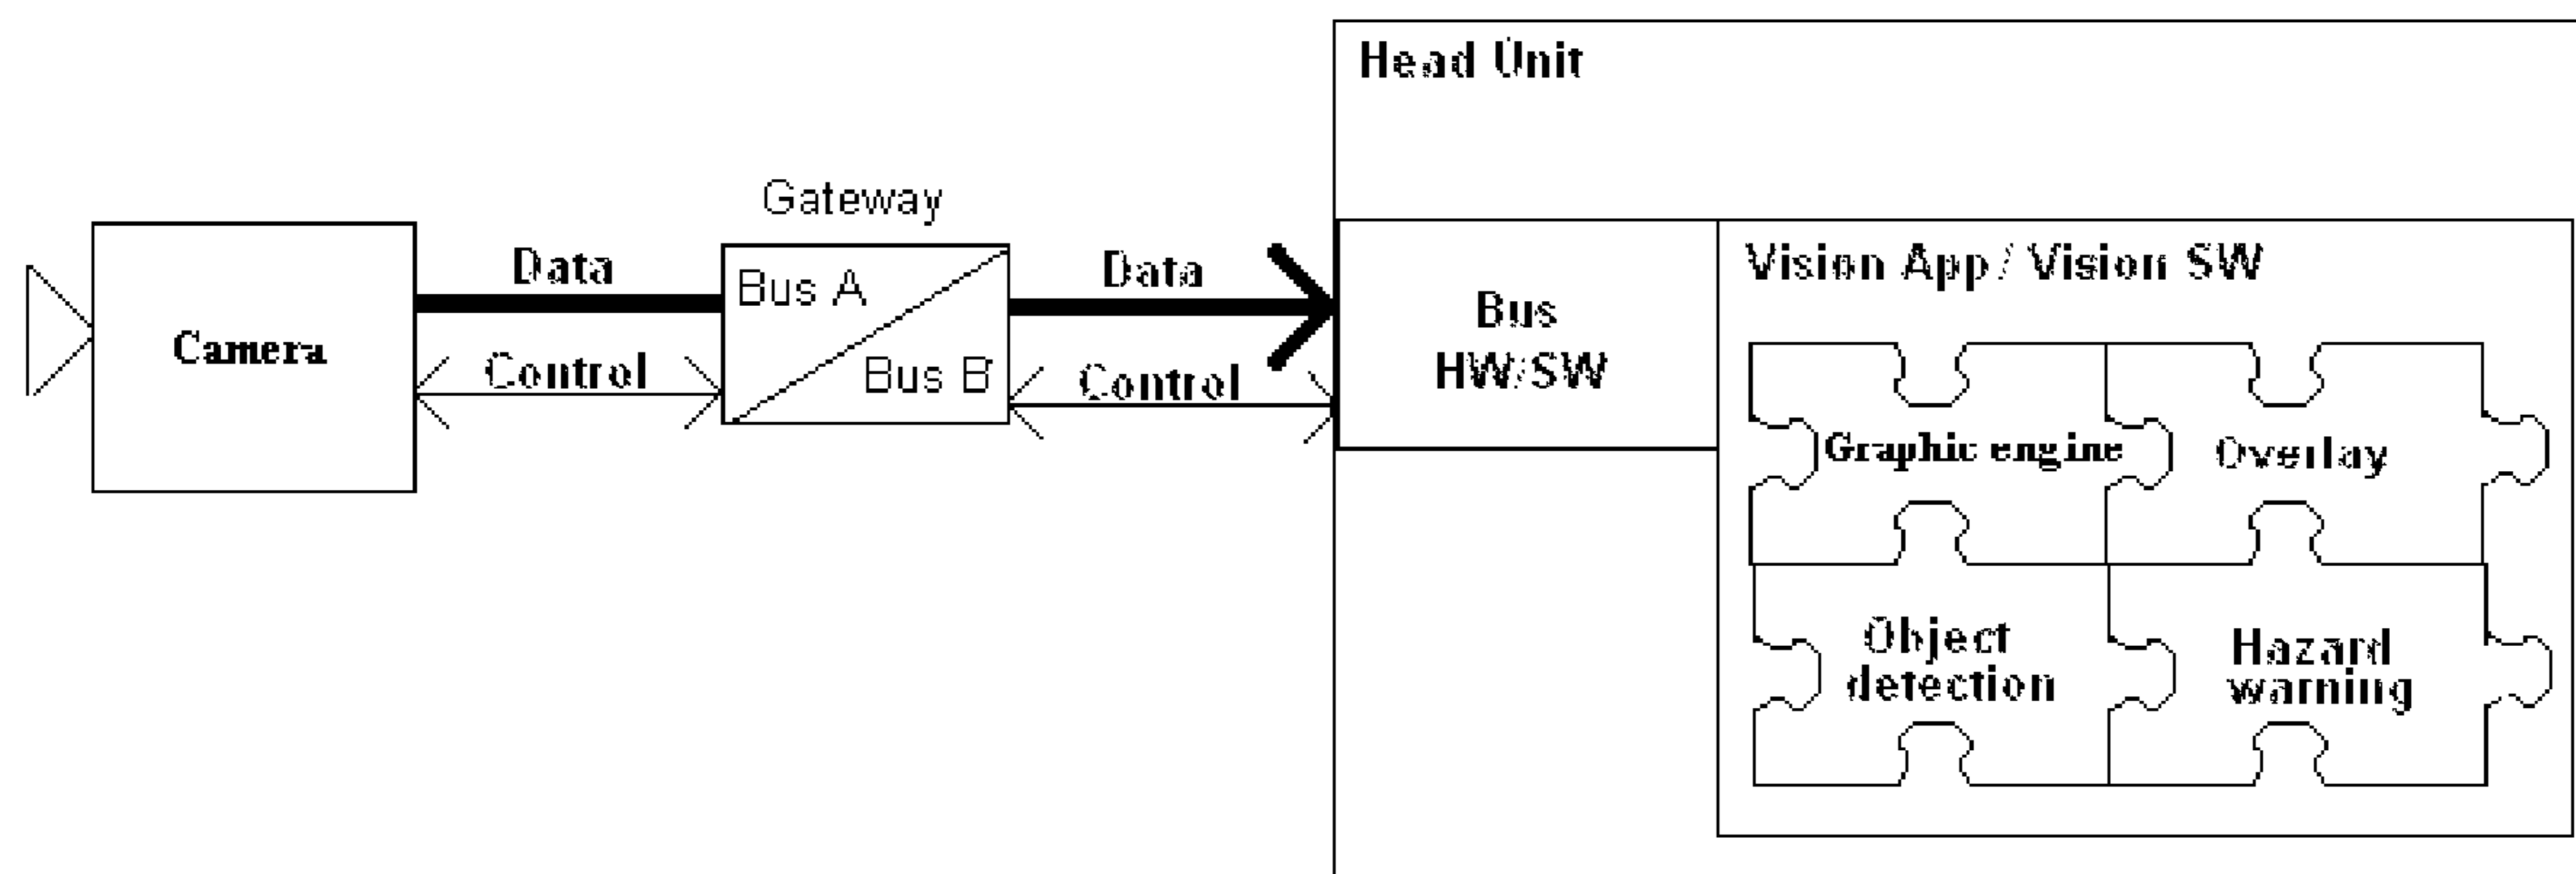 Head Unit
Gateway
Data
Data
Bus A
Bus B
Camera
Control
Control
Bus
HW/SW
Vision App / Vision SW
Graphic engine
Overlay
Object
detection
Hazard
warning